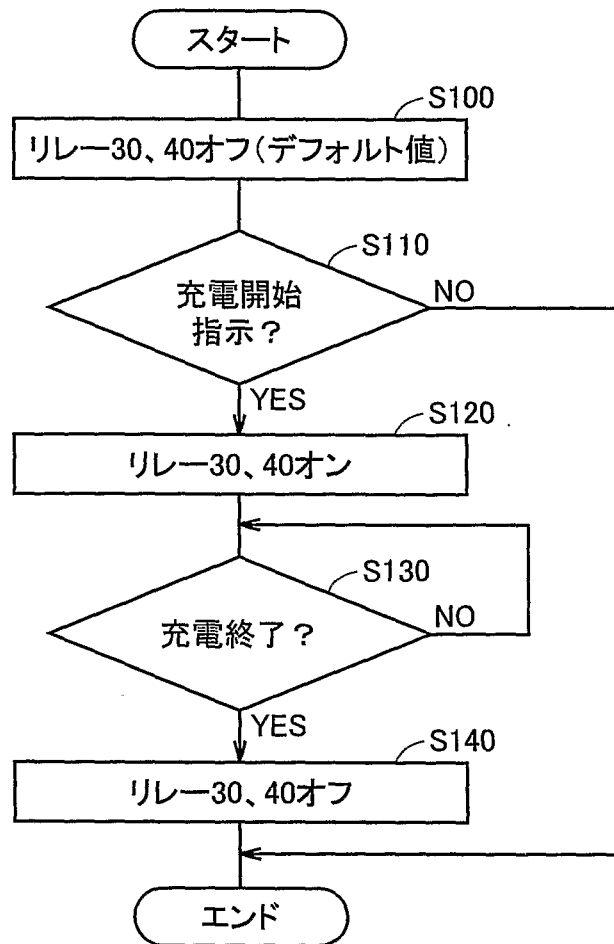 スタート
S100
リレー30、40オフ(デフォルト値)
S110
充電開始
指示?
NO
YES
S120
リレー30、40オン
S130
充電終了?
NO
YES
S140
リレー30、40オフ
エンド